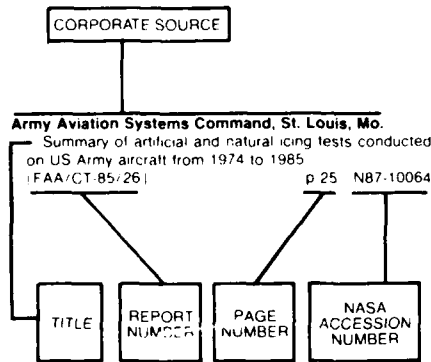 CORPORATE SOURCE
Army Aviation Systems Command, St. Louis, Mo.
Summary of artificial and natural icing tests conducted
on US Army aircraft from 1974 to 1985
[FAA/CT-85/26] p 25 N87-10064
TITLE
REPORT
NUMBER
PAGE
NUMBER
NASA
ACCESSION
NUMBER